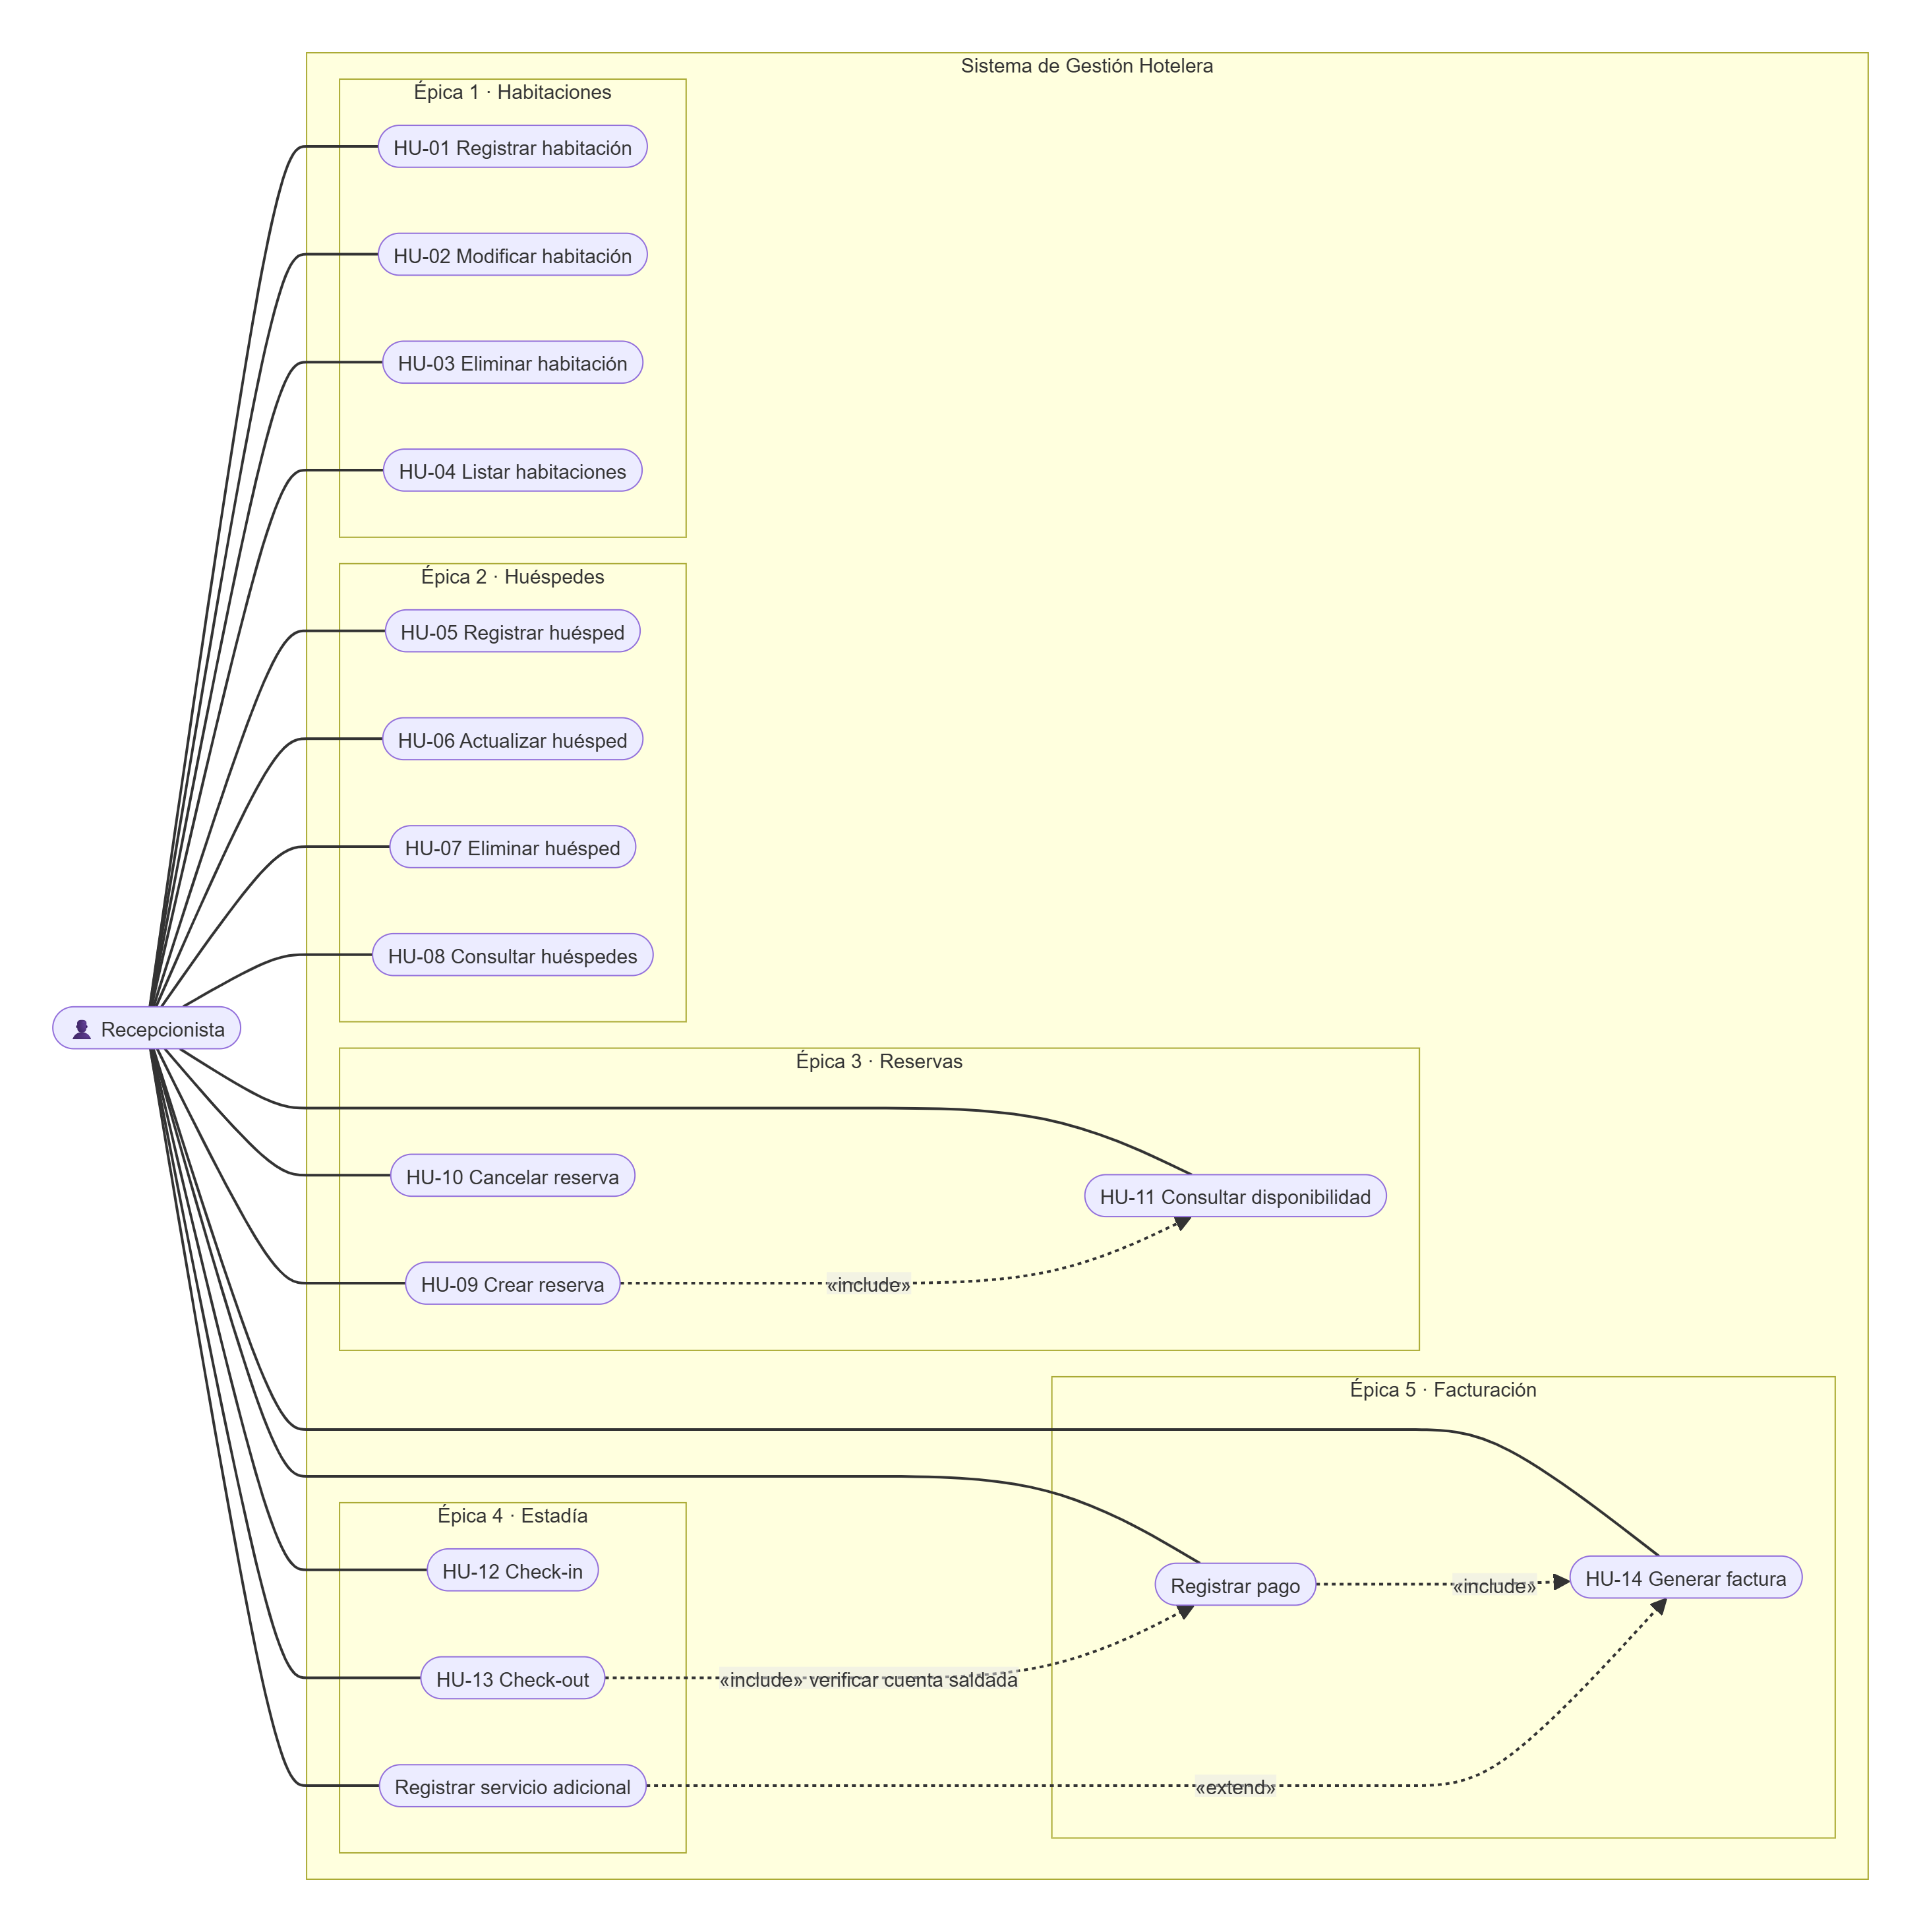 Sistema de Gestión Hotelera
Épica 1 · Habitaciones
HU-01 Registrar habitación
HU-02 Modificar habitación
HU-03 Eliminar habitación
HU-04 Listar habitaciones
Épica 2 · Huéspedes
HU-05 Registrar huésped
HU-06 Actualizar huésped
HU-07 Eliminar huésped
HU-08 Consultar huéspedes
Recepcionista
Épica 3 · Reservas
HU-10 Cancelar reserva
HU-11 Consultar disponibilidad
HU-09 Crear reserva
«include»
Épica 5 · Facturación
Épica 4 · Estadía
HU-12 Check-in
Registrar pago
«include»
HU-14 Generar factura
HU-13 Check-out
«include» verificar cuenta saldada
Registrar servicio adicional
«extend»